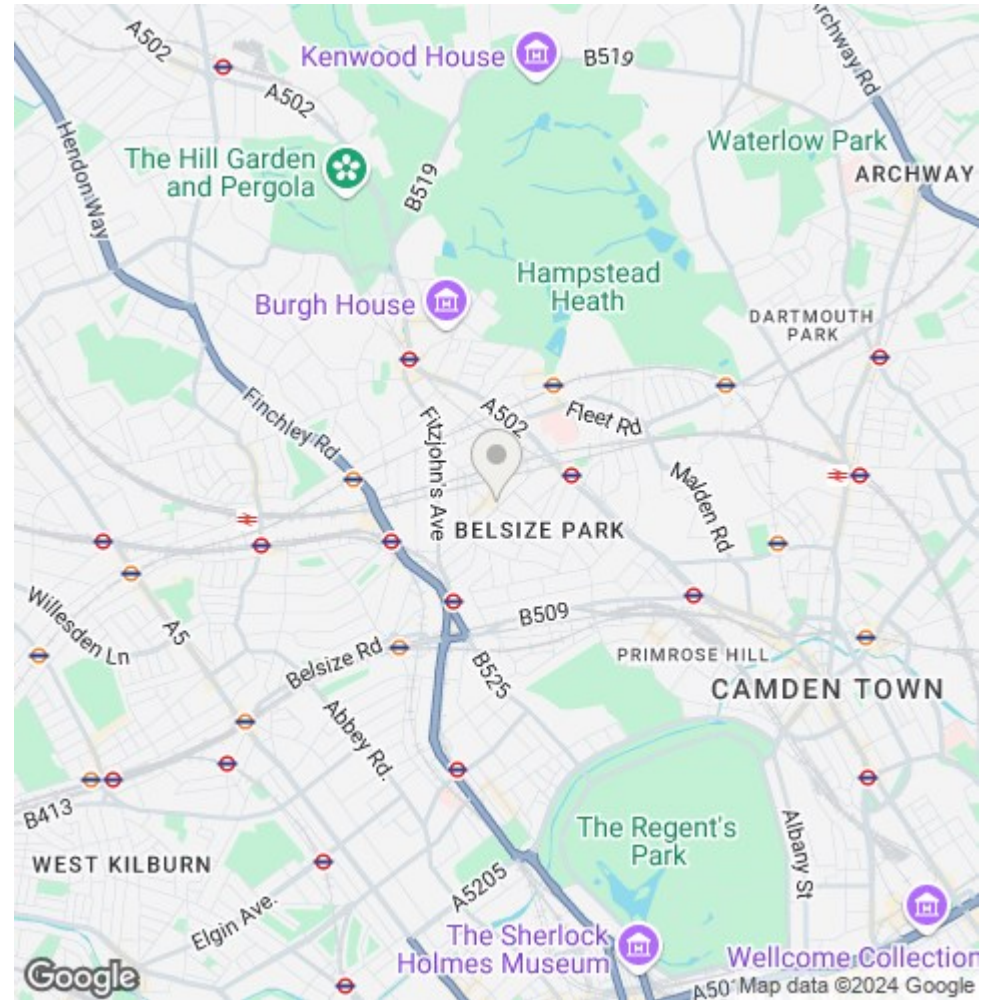 A502
Kenwood House
B519
Archway Rd
A502
Hendon Way
The Hill Garden
and Pergola
B519
Waterlow Park
ARCHWAY
Hampstead
Heath
Burgh House
DARTMOUTH
PARK
Finchley Rd
Fitzjohn's Ave
A502
Fleet Rd
Malden Rd
BELSIZE PARK
Willesden Ln
A5
B509
Belsize Rd
B525
PRIMROSE HILL
CAMDEN TOWN
Abbey Rd.
B413
WEST KILBURN
The Regent's
Park
Albany St
Elgin Ave.
A5205
The Sherlock
Holmes Museum
Wellcome Collection
Google
A501
Map data ©2024 Google